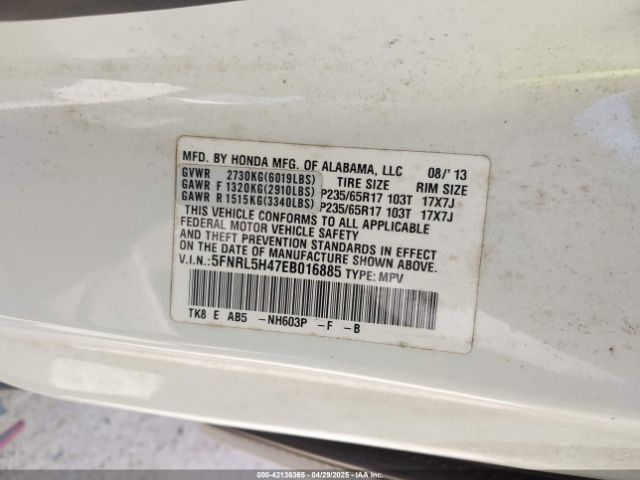 MFD. BY HONDA MFG. OF ALABAMA, LLC 08/'13
GVWR 2730KG(6019LBS) TIRE SIZE RIM SIZE
GAWR F 1320KG(2910LBS) P235/65R17 103T 17X7J
GAWR R 1515KG(3340LBS) P235/65R17 103T 17X7J
THIS VEHICLE CONFORMS TO ALL APPLICABLE
FEDERAL MOTOR VEHICLE SAFETY
AND THEFT PREVENTION STANDARDS IN EFFECT
ON THE DATE OF MANUFACTURE SHOWN ABOVE.
V.I.N.:5FNRL5H47EB016885 TYPE: MPV
TK8 E AB5 -NH603P -F -B
000-42136365 - 04/29/2025 - IAA Inc.